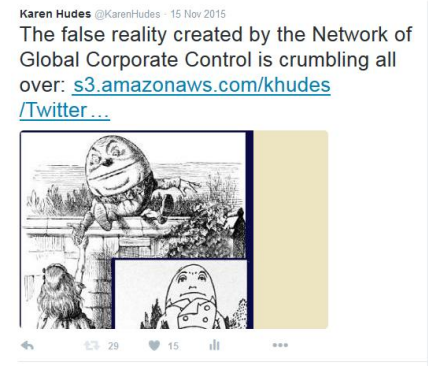 Karen Hudes @KarenHudes · 15 Nov 2015
The false reality created by the Network of
Global Corporate Control is crumbling all
over: s3.amazonaws.com/khudes
/Twitter ...
29 15